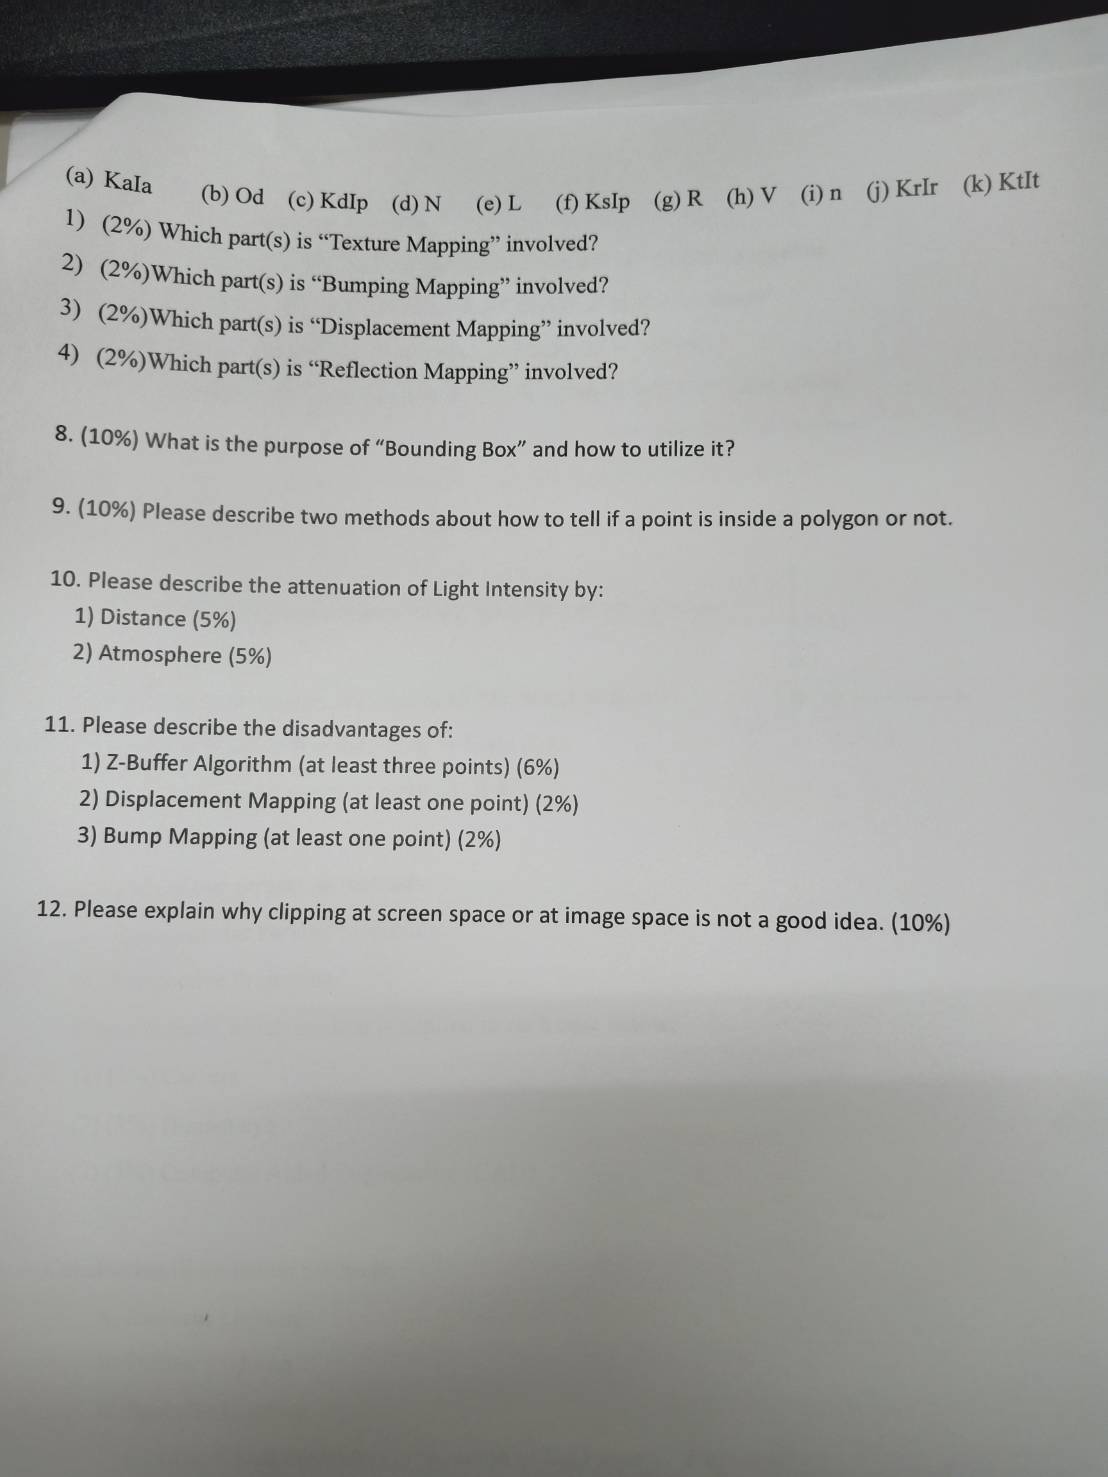 (a) KaIa (b) Od (c) KdIp (d) N (e) L (f) KsIp (g) R (h) V (i) n (j) KrIr (k) KtIt
1) (2%) Which part(s) is “Texture Mapping” involved?
2) (2%)Which part(s) is “Bumping Mapping” involved?
3) (2%)Which part(s) is “Displacement Mapping” involved?
4) (2%)Which part(s) is “Reflection Mapping” involved?
8. (10%) What is the purpose of “Bounding Box” and how to utilize it?
9. (10%) Please describe two methods about how to tell if a point is inside a polygon or not.
10. Please describe the attenuation of Light Intensity by:
1) Distance (5%)
2) Atmosphere (5%)
11. Please describe the disadvantages of:
1) Z-Buffer Algorithm (at least three points) (6%)
2) Displacement Mapping (at least one point) (2%)
3) Bump Mapping (at least one point) (2%)
12. Please explain why clipping at screen space or at image space is not a good idea. (10%)